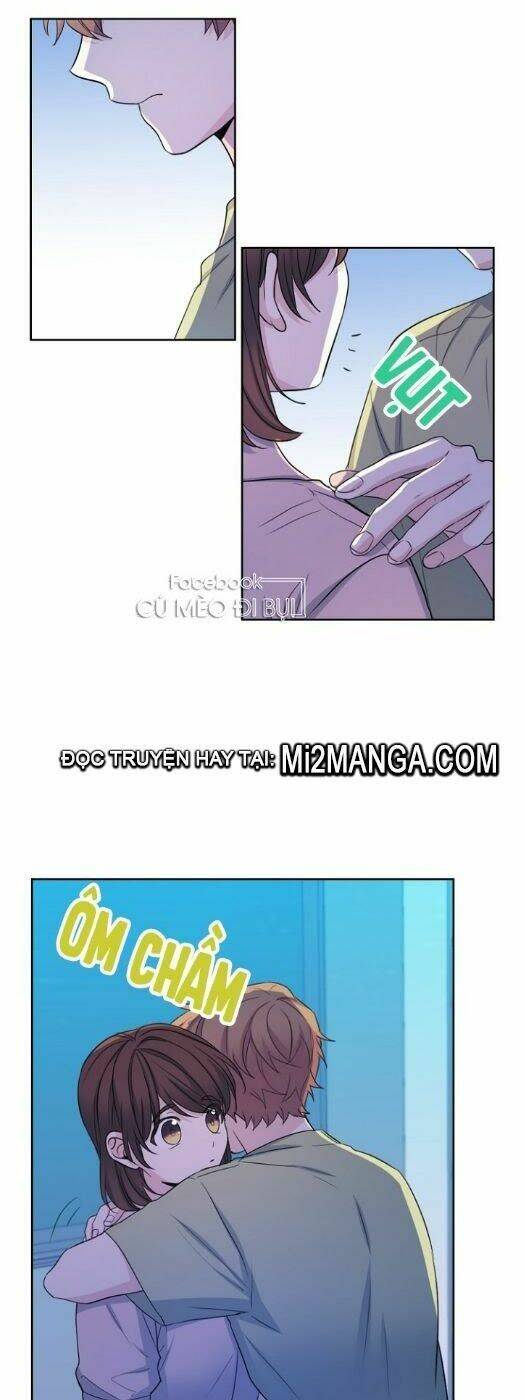 VỤT
Facebook
CÚ MÈO ĐI BỤI
ĐỌC TRUYỆN HAY TẠI: MI2MANGA.COM
ÔM CHẦM